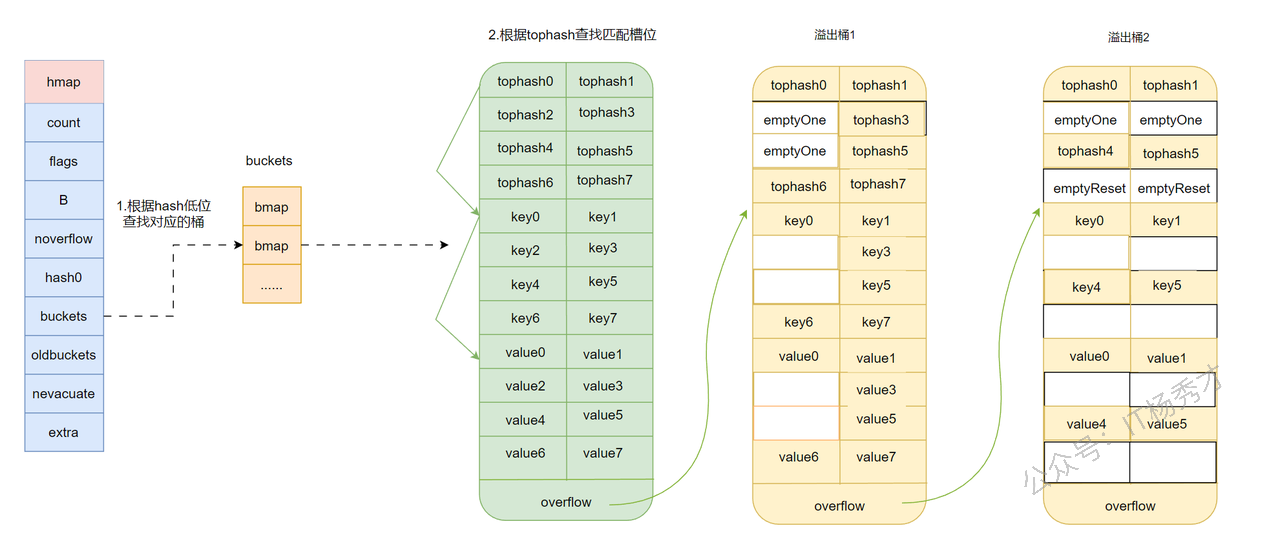 hmap
count
flags
B
noverflow
hash0
buckets
oldbuckets
nevacuate
extra
1.根据hash低位
查找对应的桶
buckets
bmap
bmap
......
2.根据tophash查找匹配槽位
tophash0 tophash1
tophash2 tophash3
tophash4 tophash5
tophash6 tophash7
key0 key1
key2 key3
key4 key5
key6 key7
value0 value1
value2 value3
value4 value5
value6 value7
overflow
溢出桶1
tophash0 tophash1
emptyOne tophash3
emptyOne tophash5
tophash6 tophash7
key0 key1
key3
key5
key6 key7
value0 value1
value3
value5
value6 value7
overflow
溢出桶2
tophash0 tophash1
emptyOne emptyOne
tophash4 tophash5
emptyReset emptyReset
key0 key1
key4 key5
value0 value1
value4 value5
overflow
公众号：IT杨秀才